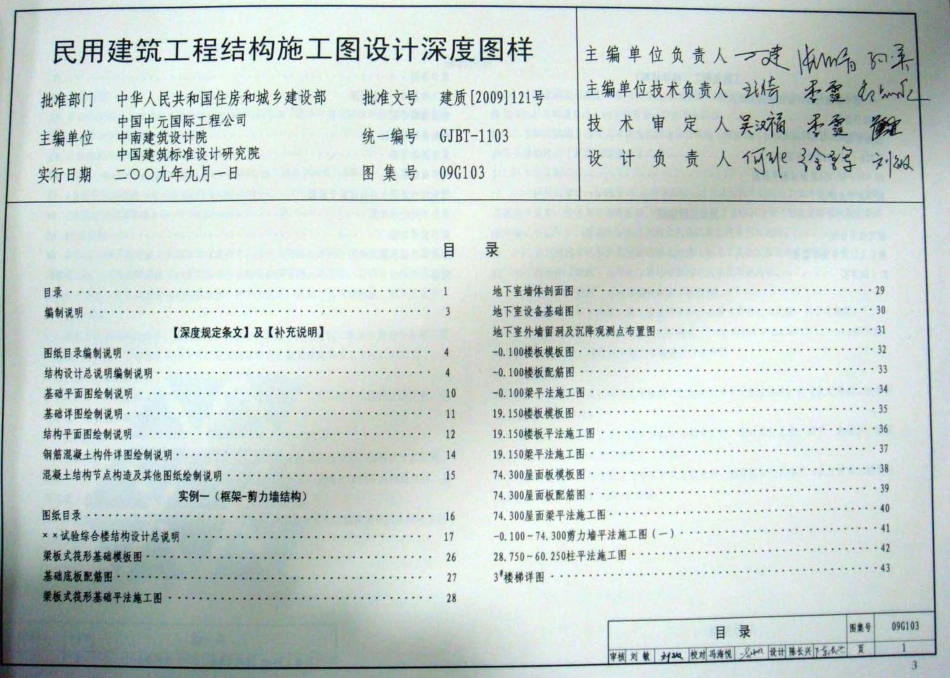 民用建筑工程结构施工图设计深度图样
批准部门 中华人民共和国住房和城乡建设部 批准文号 建质[2009]121号
中国中元国际工程公司
主编单位 中南建筑设计院 统一编号 GJBT-1103
中国建筑标准设计研究院
实行日期 二〇〇九年九月一日 图集号 09G103
主编单位负责人
主编单位技术负责人
技术审定人 吴汉福
设计负责人 刘敏
目 录
目录 1
编制说明 3
【深度规定条文】及【补充说明】
图纸目录编制说明 4
结构设计总说明编制说明 4
基础平面图绘制说明 10
基础详图绘制说明 11
结构平面图绘制说明 12
钢筋混凝土构件详图绘制说明 14
混凝土结构节点构造及其他图纸绘制说明 15
实例一(框架-剪力墙结构)
图纸目录 16
××试验综合楼结构设计总说明 17
梁板式筏形基础模板图 26
基础底板配筋图 27
梁板式筏形基础平法施工图 28
地下室墙体剖面图 29
地下室设备基础图 30
地下室外墙留洞及沉降观测点布置图 31
-0.100楼板模板图 32
-0.100楼板配筋图 33
-0.100梁平法施工图 34
19.150楼板模板图 35
19.150楼板平法施工图 36
19.150梁平法施工图 37
74.300屋面板模板图 38
74.300屋面板配筋图 39
74.300屋面梁平法施工图 40
-0.100~74.300剪力墙平法施工图(一) 41
28.750~60.250柱平法施工图 42
3#楼梯详图 43
目 录 图集号 09G103
审核 刘敏 刘敏 校对 冯海悦 设计 陈长兴 页 1
3